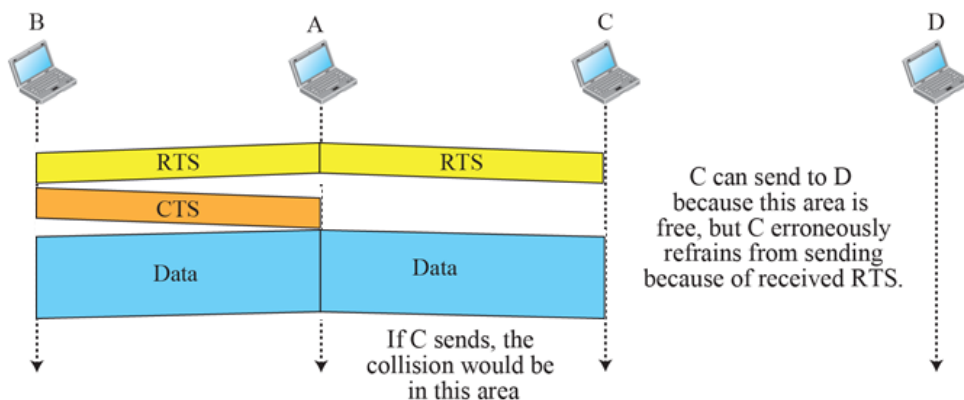 B
A
C
D
RTS
RTS
CTS
Data
Data
C can send to D
because this area is
free, but C erroneously
refrains from sending
because of received RTS.
If C sends, the
collision would be
in this area